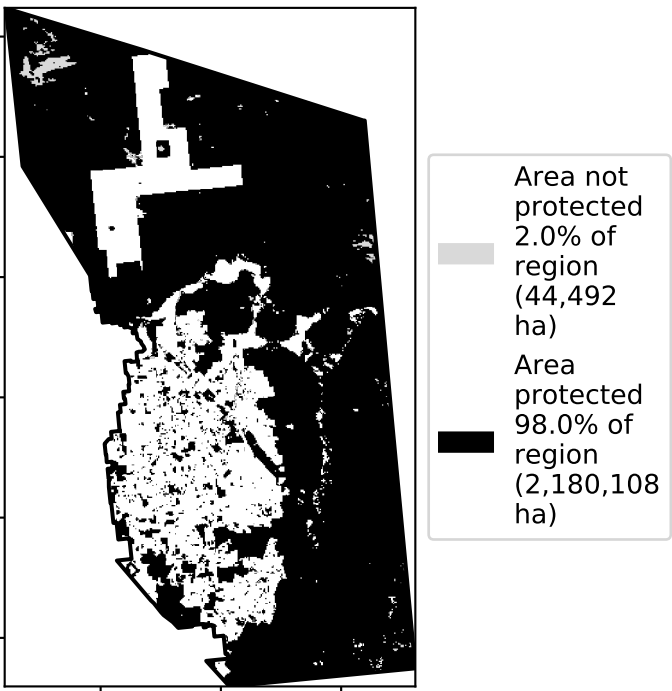 Area not
protected
2.0% of
region
(44,492
ha)
Area
protected
98.0% of
region
(2,180,108
ha)